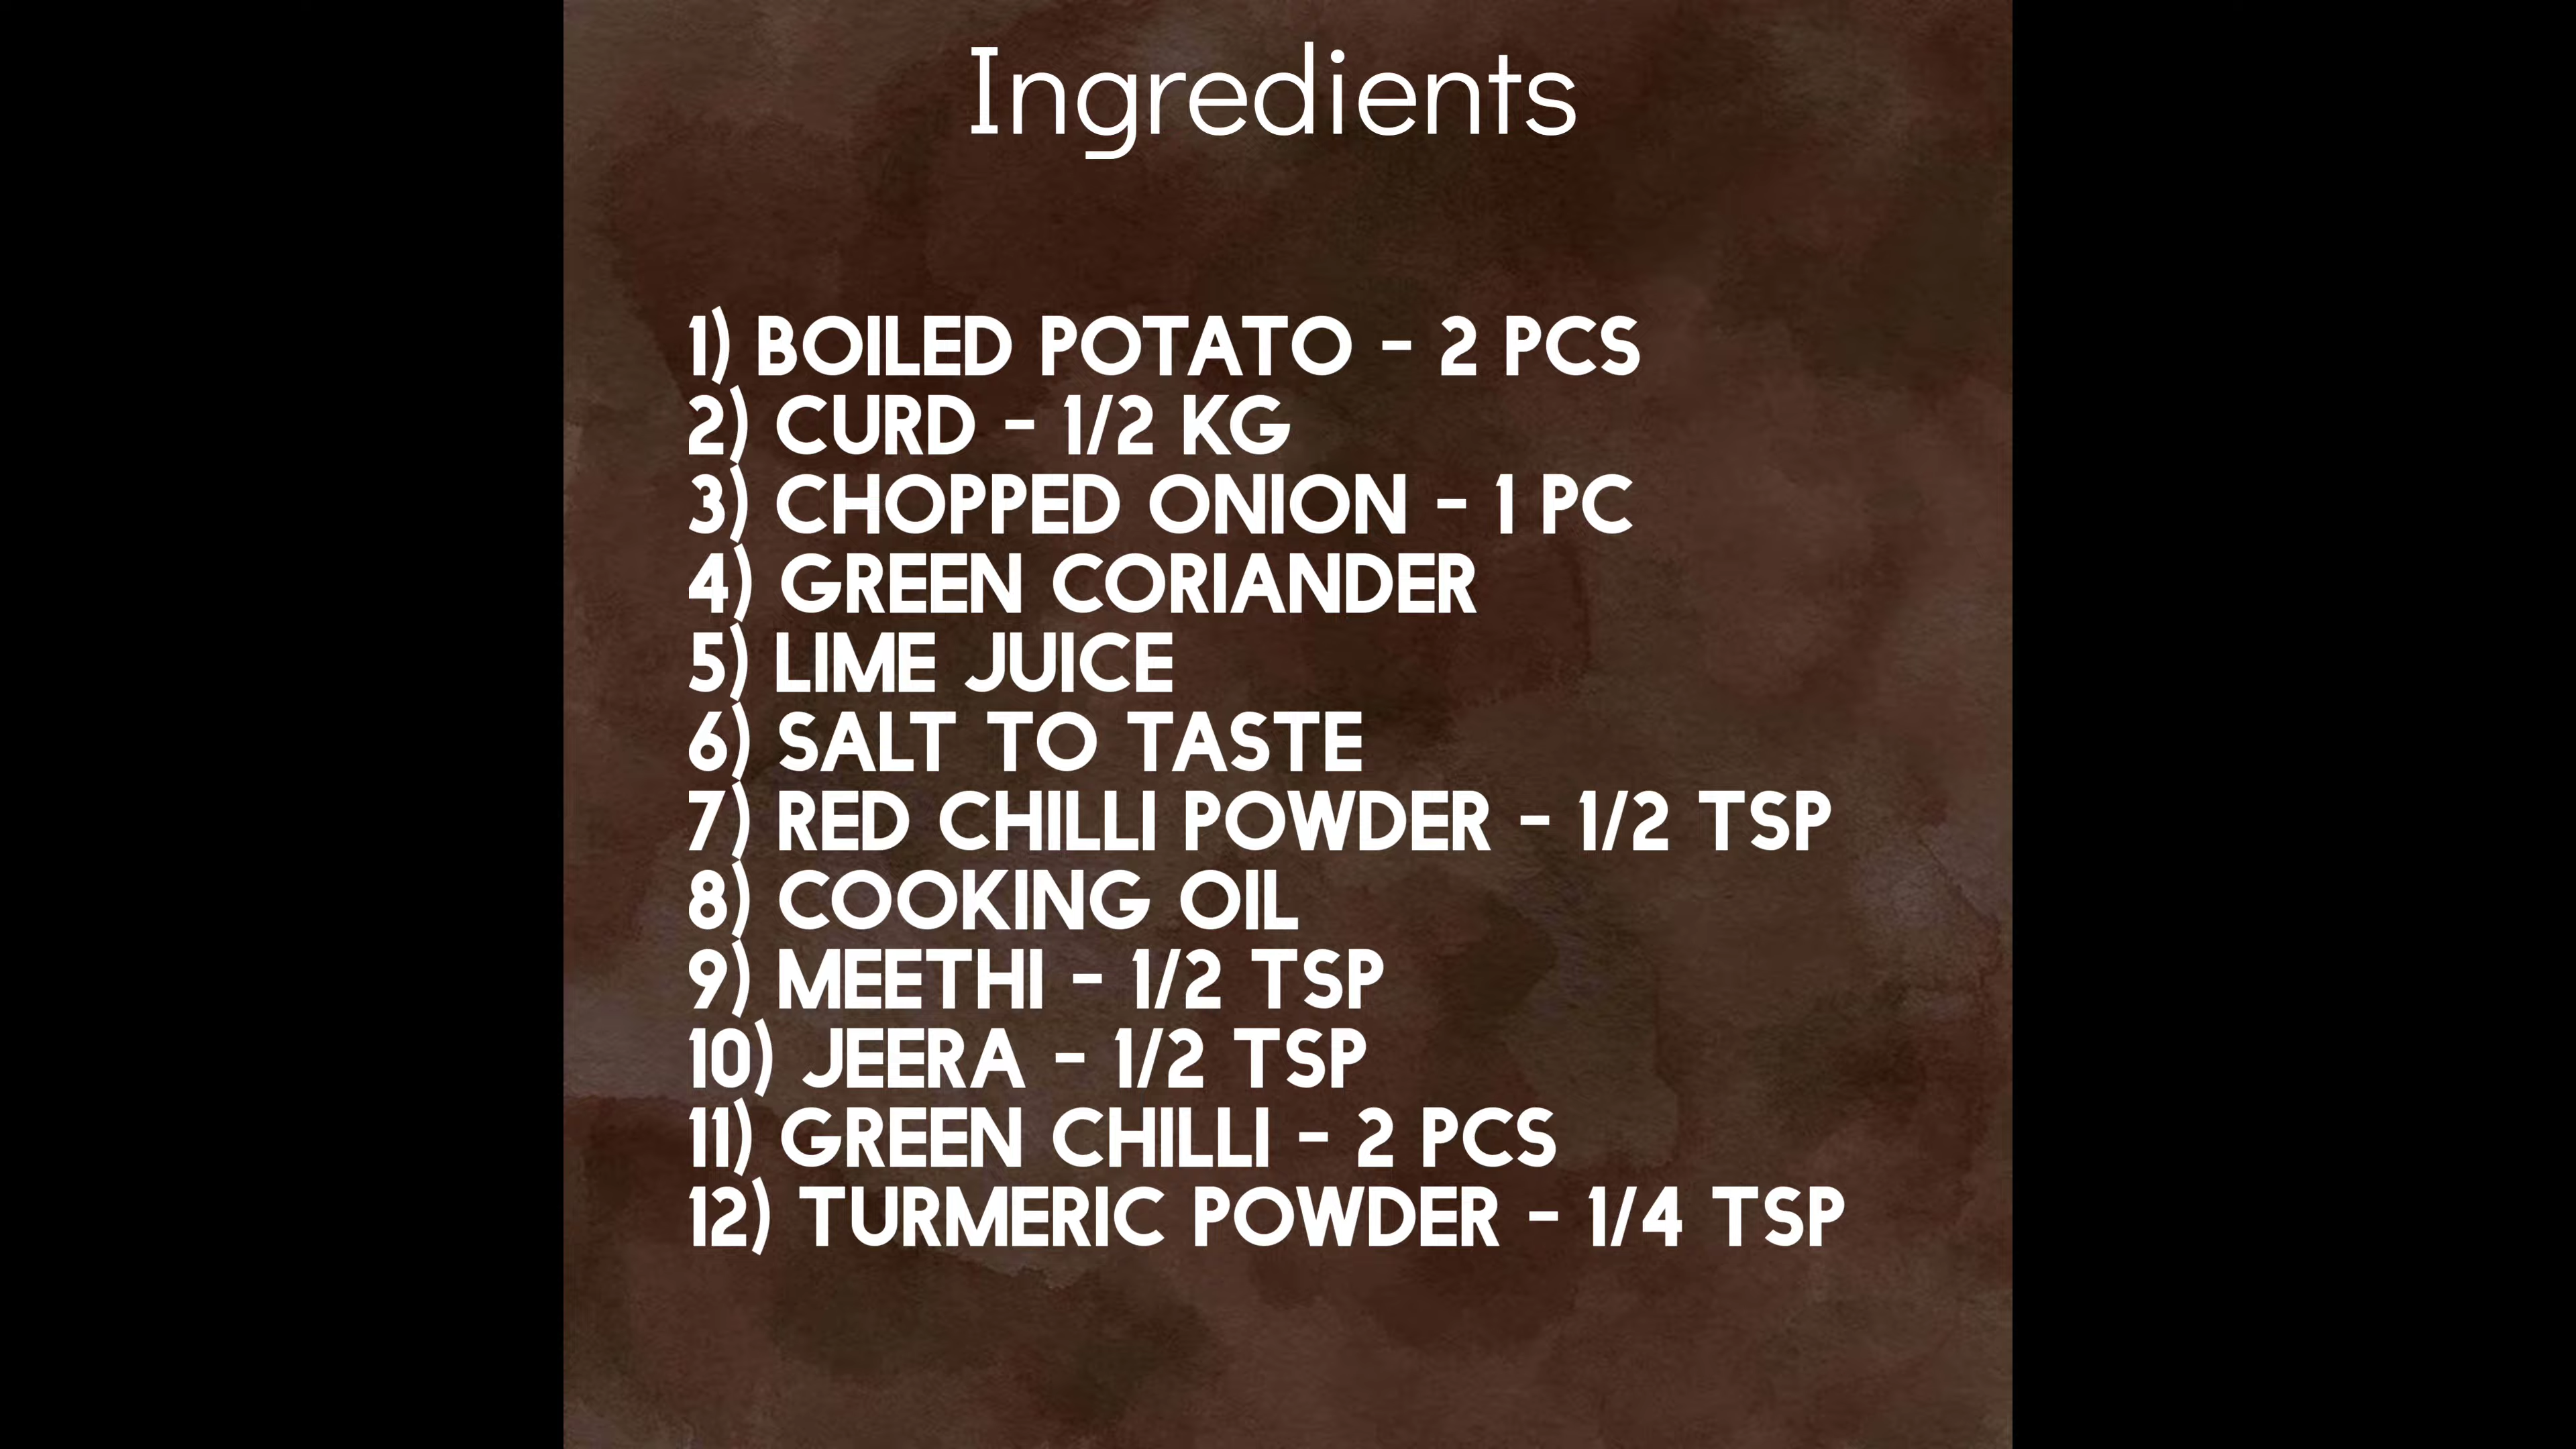 Ingredients
1) BOILED POTATO - 2 PCS
2) CURD - 1/2 KG
3) CHOPPED ONION - 1 PC
4) GREEN CORIANDER
5) LIME JUICE
6) SALT TO TASTE
7) RED CHILLI POWDER - 1/2 TSP
8) COOKING OIL
9) MEETHI - 1/2 TSP
10) JEERA - 1/2 TSP
11) GREEN CHILLI - 2 PCS
12) TURMERIC POWDER - 1/4 TSP